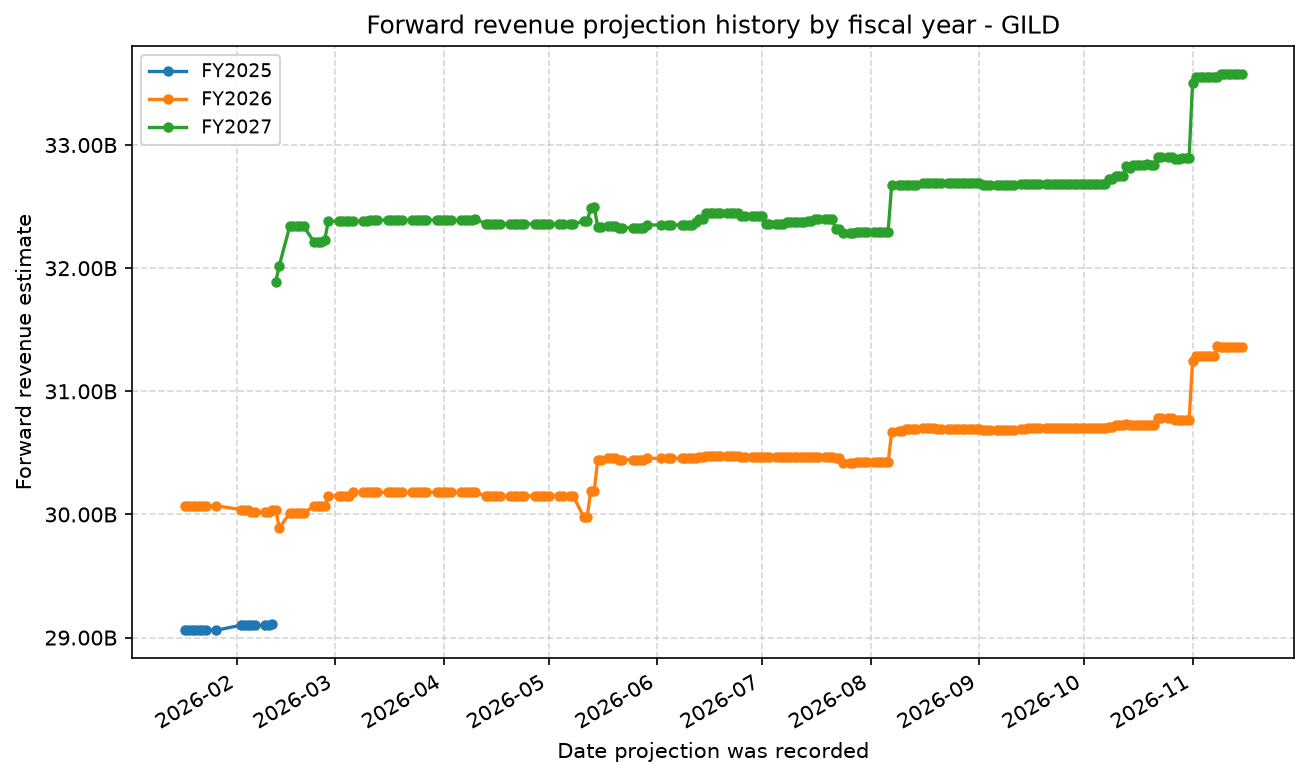 Forward revenue projection history by fiscal year - GILD
FY2025
FY2026
FY2027
Forward revenue estimate
33.00B
32.00B
31.00B
30.00B
29.00B
2026-02
2026-03
2026-04
2026-05
2026-06
2026-07
2026-08
2026-09
2026-10
2026-11
Date projection was recorded